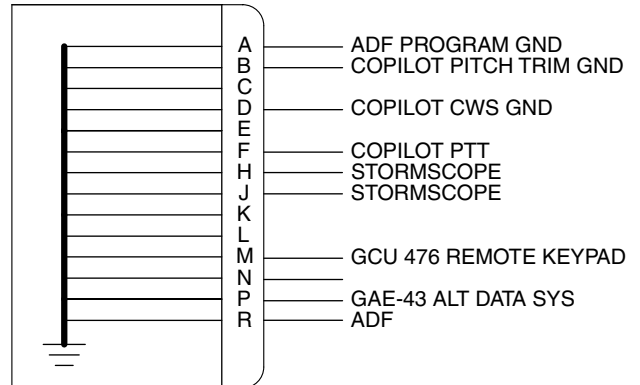 A ADF PROGRAM GND
B COPILOT PITCH TRIM GND
C
D COPILOT CWS GND
E
F COPILOT PTT
H STORMSCOPE
J STORMSCOPE
K
L
M GCU 476 REMOTE KEYPAD
N
P GAE-43 ALT DATA SYS
R ADF